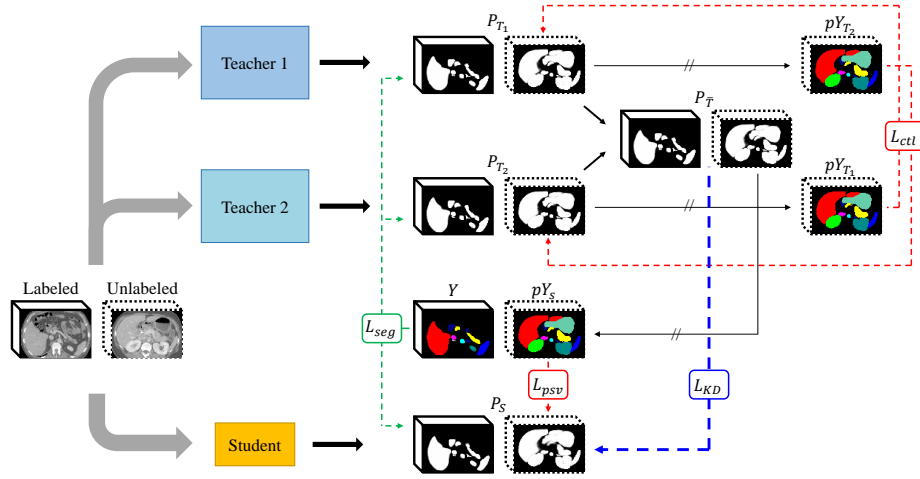 Teacher 1
Teacher 2
Student
Labeled
Unlabeled
$P_{T_1}$
$pY_{T_2}$
$P_{\bar{T}}$
$L_{ctl}$
$P_{T_2}$
$pY_{T_1}$
$Y$
$pY_s$
$L_{seg}$
$L_{psv}$
$L_{KD}$
$P_S$